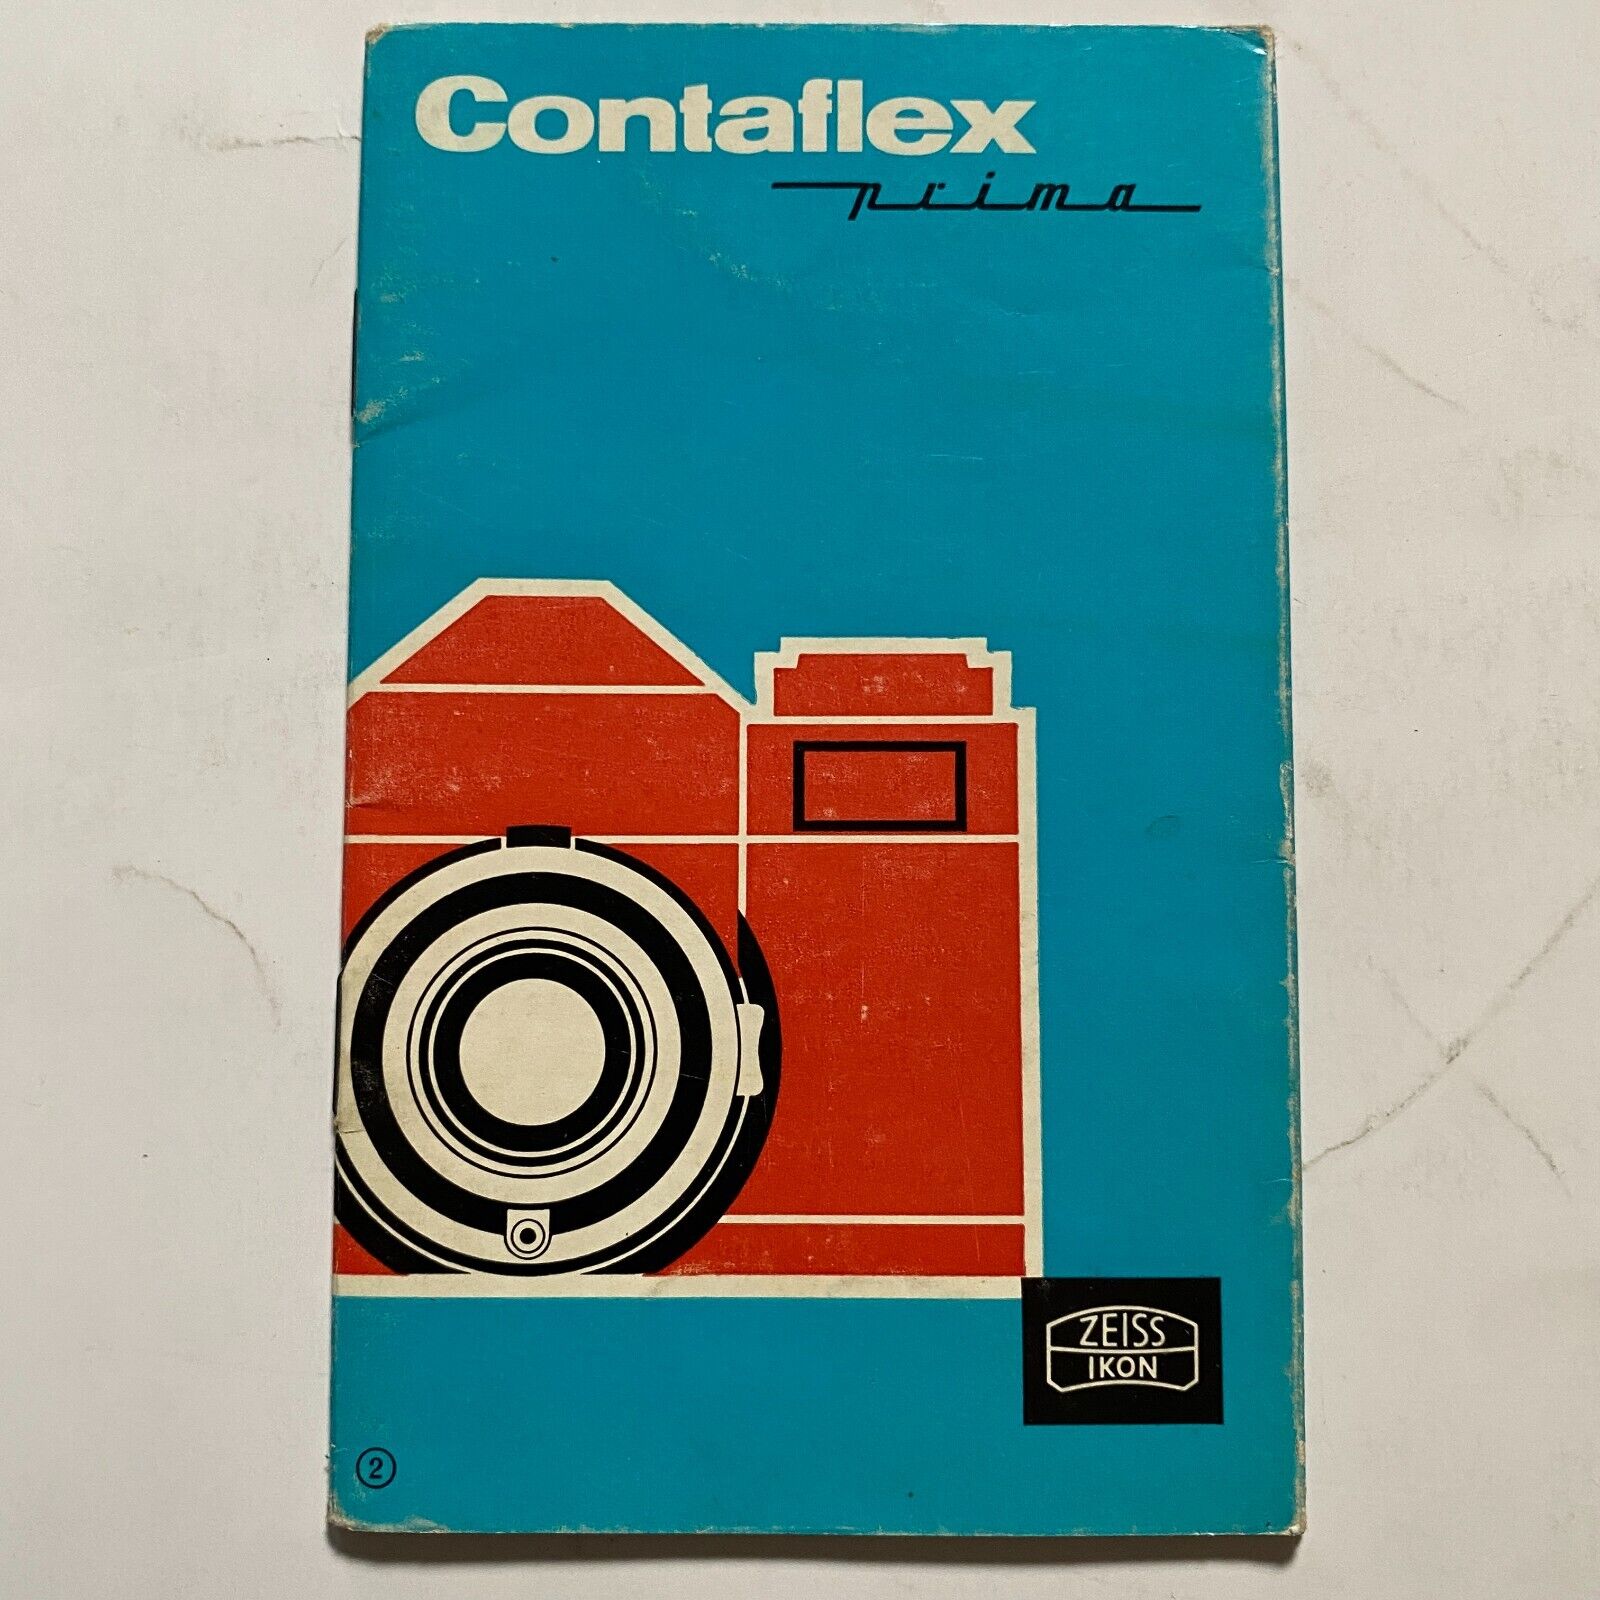 Contaflex
prima
ZEISS
IKON
2